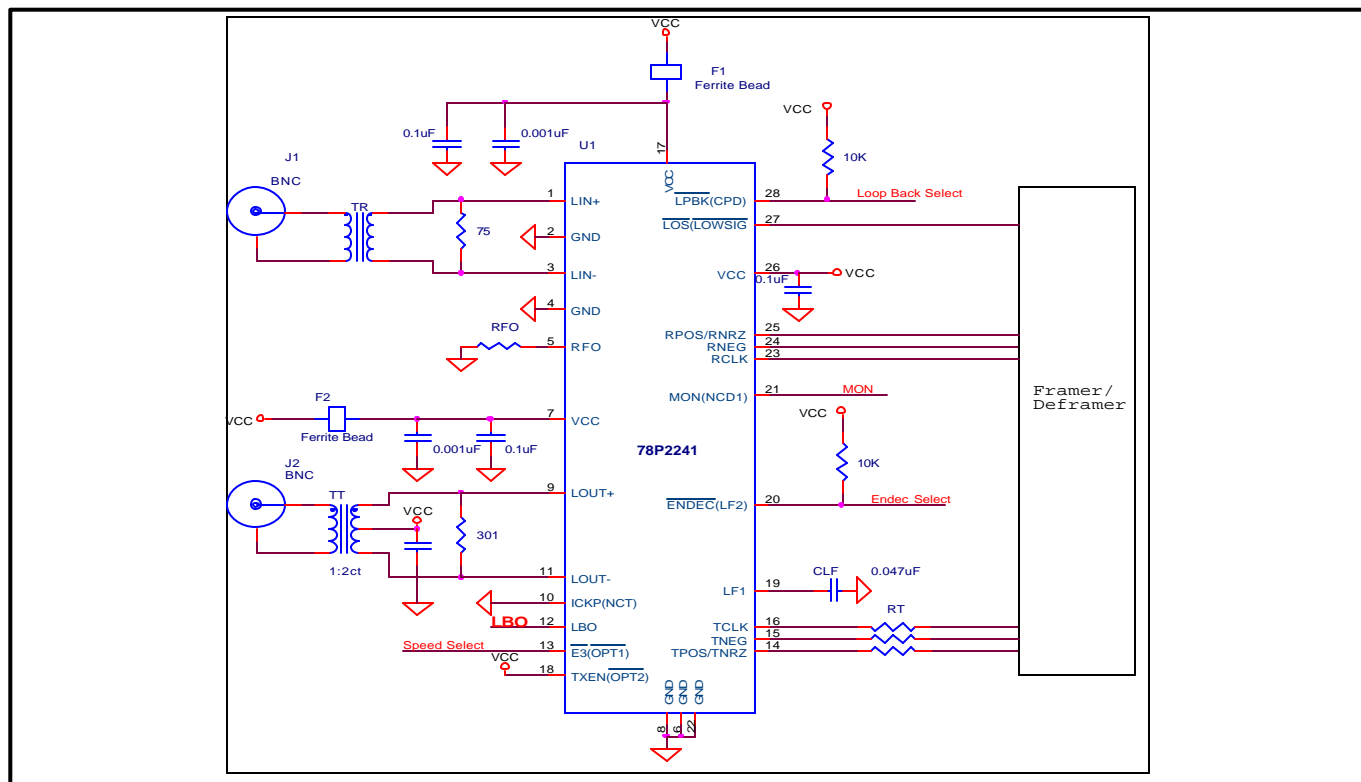 VCC
F1
Ferrite Bead
VCC
0.1uF
0.001uF
U1
17
10K
J1
BNC
VCC
1
LIN+
LPBK(CPD)
28
Loop Back Select
TR
75
2
GND
LOS(LOWSIG
27
3
LIN-
VCC
26
VCC
0.1uF
4
GND
RFO
5
RFO
RPOS/RNRZ
25
RNEG
24
RCLK
23
Framer/
Deframer
MON(NCD1)
21
MON
F2
VCC
VCC
Ferrite Bead
7
VCC
0.001uF
0.1uF
78P2241
10K
J2
BNC
TT
9
LOUT+
ENDEC(LF2)
20
Endec Select
VCC
301
1:2ct
11
LOUT-
CLF
0.047uF
LF1
19
10
ICKP(NCT)
RT
LBO
12
LBO
TCLK
16
TNEG
15
Speed Select
13
E3(OPT1)
TPOS/TNRZ
14
VCC
18
TXEN(OPT2)
GND
GND
GND
8
6
22